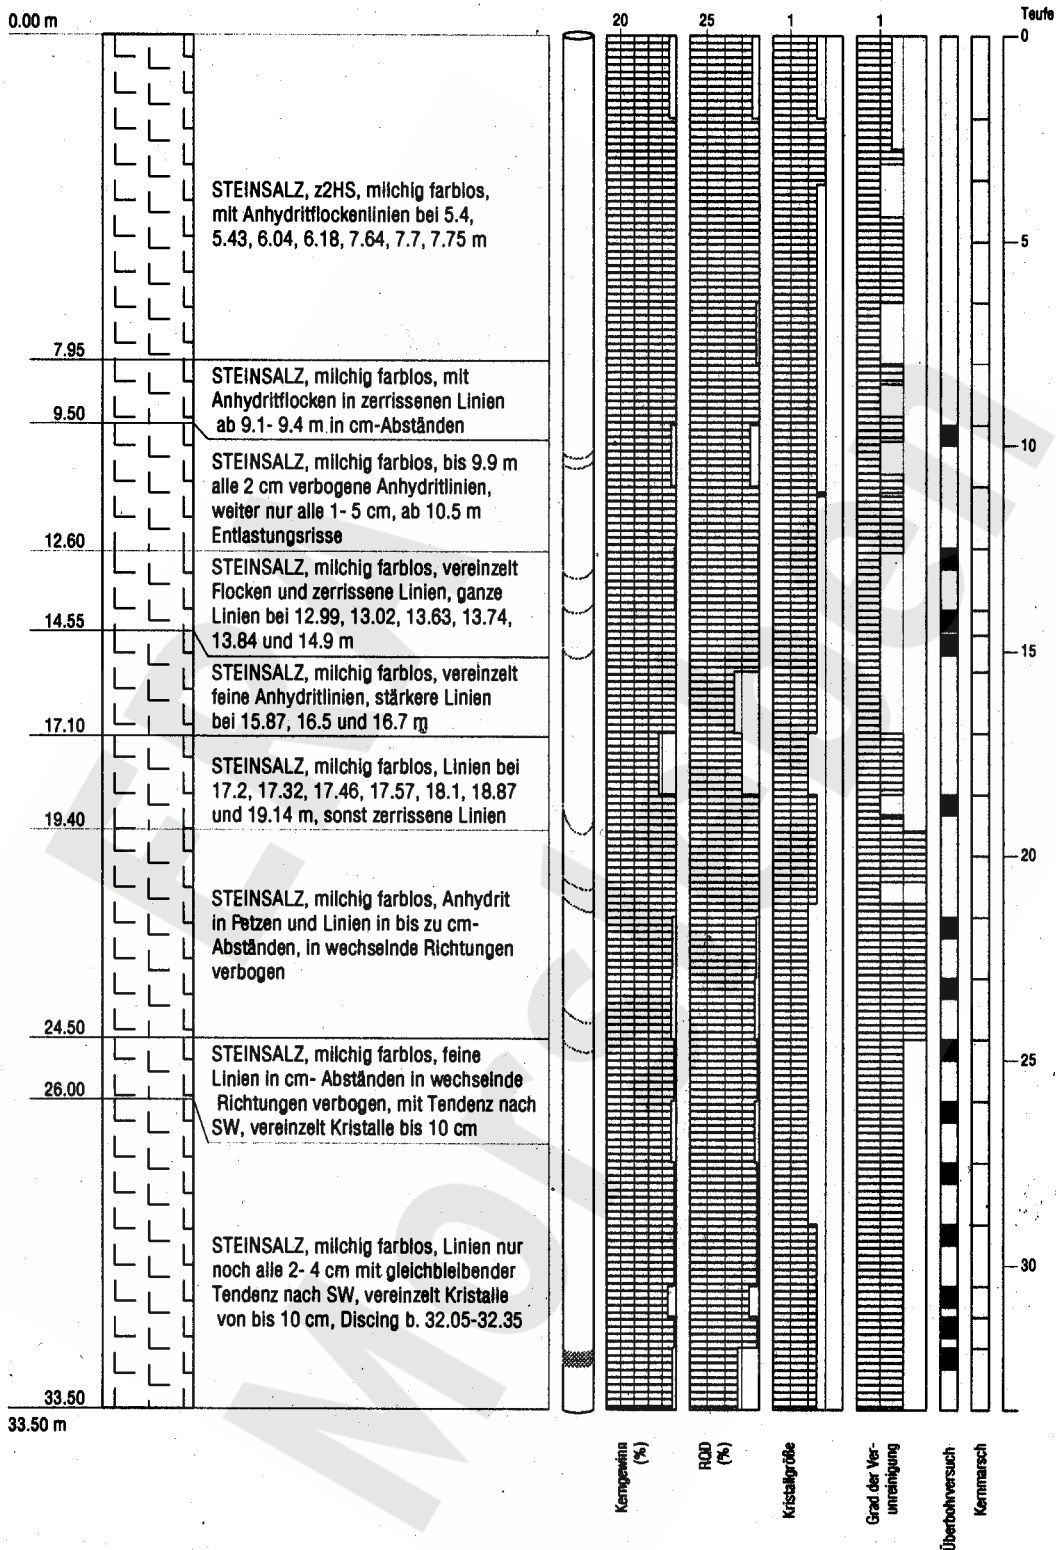 0.00 m
20
25
1
1
Teufe
0
STEINSALZ, z2HS, milchig farblos,
mit Anhydritflockenlinien bei 5.4,
5.43, 6.04, 6.18, 7.64, 7.7, 7.75 m
5
7.95
STEINSALZ, milchig farblos, mit
Anhydritflocken in zerrissenen Linien
ab 9.1- 9.4 m in cm-Abständen
9.50
10
STEINSALZ, milchig farblos, bis 9.9 m
alle 2 cm verbogene Anhydritlinien,
weiter nur alle 1- 5 cm, ab 10.5 m
Entlastungsrisse
12.60
STEINSALZ, milchig farblos, vereinzelt
Flocken und zerrissene Linien, ganze
Linien bei 12.99, 13.02, 13.63, 13.74,
13.84 und 14.9 m
14.55
15
STEINSALZ, milchig farblos, vereinzelt
feine Anhydritlinien, stärkere Linien
bei 15.87, 16.5 und 16.7 m
17.10
STEINSALZ, milchig farblos, Linien bei
17.2, 17.32, 17.46, 17.57, 18.1, 18.87
und 19.14 m, sonst zerrissene Linien
19.40
20
STEINSALZ, milchig farblos, Anhydrit
in Fetzen und Linien in bis zu cm-
Abständen, in wechselnde Richtungen
verbogen
24.50
25
STEINSALZ, milchig farblos, feine
Linien in cm- Abständen in wechselnde
Richtungen verbogen, mit Tendenz nach
SW, vereinzelt Kristalle bis 10 cm
26.00
30
STEINSALZ, milchig farblos, Linien nur
noch alle 2- 4 cm mit gleichbleibender
Tendenz nach SW, vereinzelt Kristalle
von bis 10 cm, Discing b. 32.05-32.35
33.50
33.50 m
Kerngewinn
(%)
RQD
(%)
Kristallgröße
Grad der Ver-
unreinigung
Überbohrversuch
Kernmarsch
ERA
Morsleben